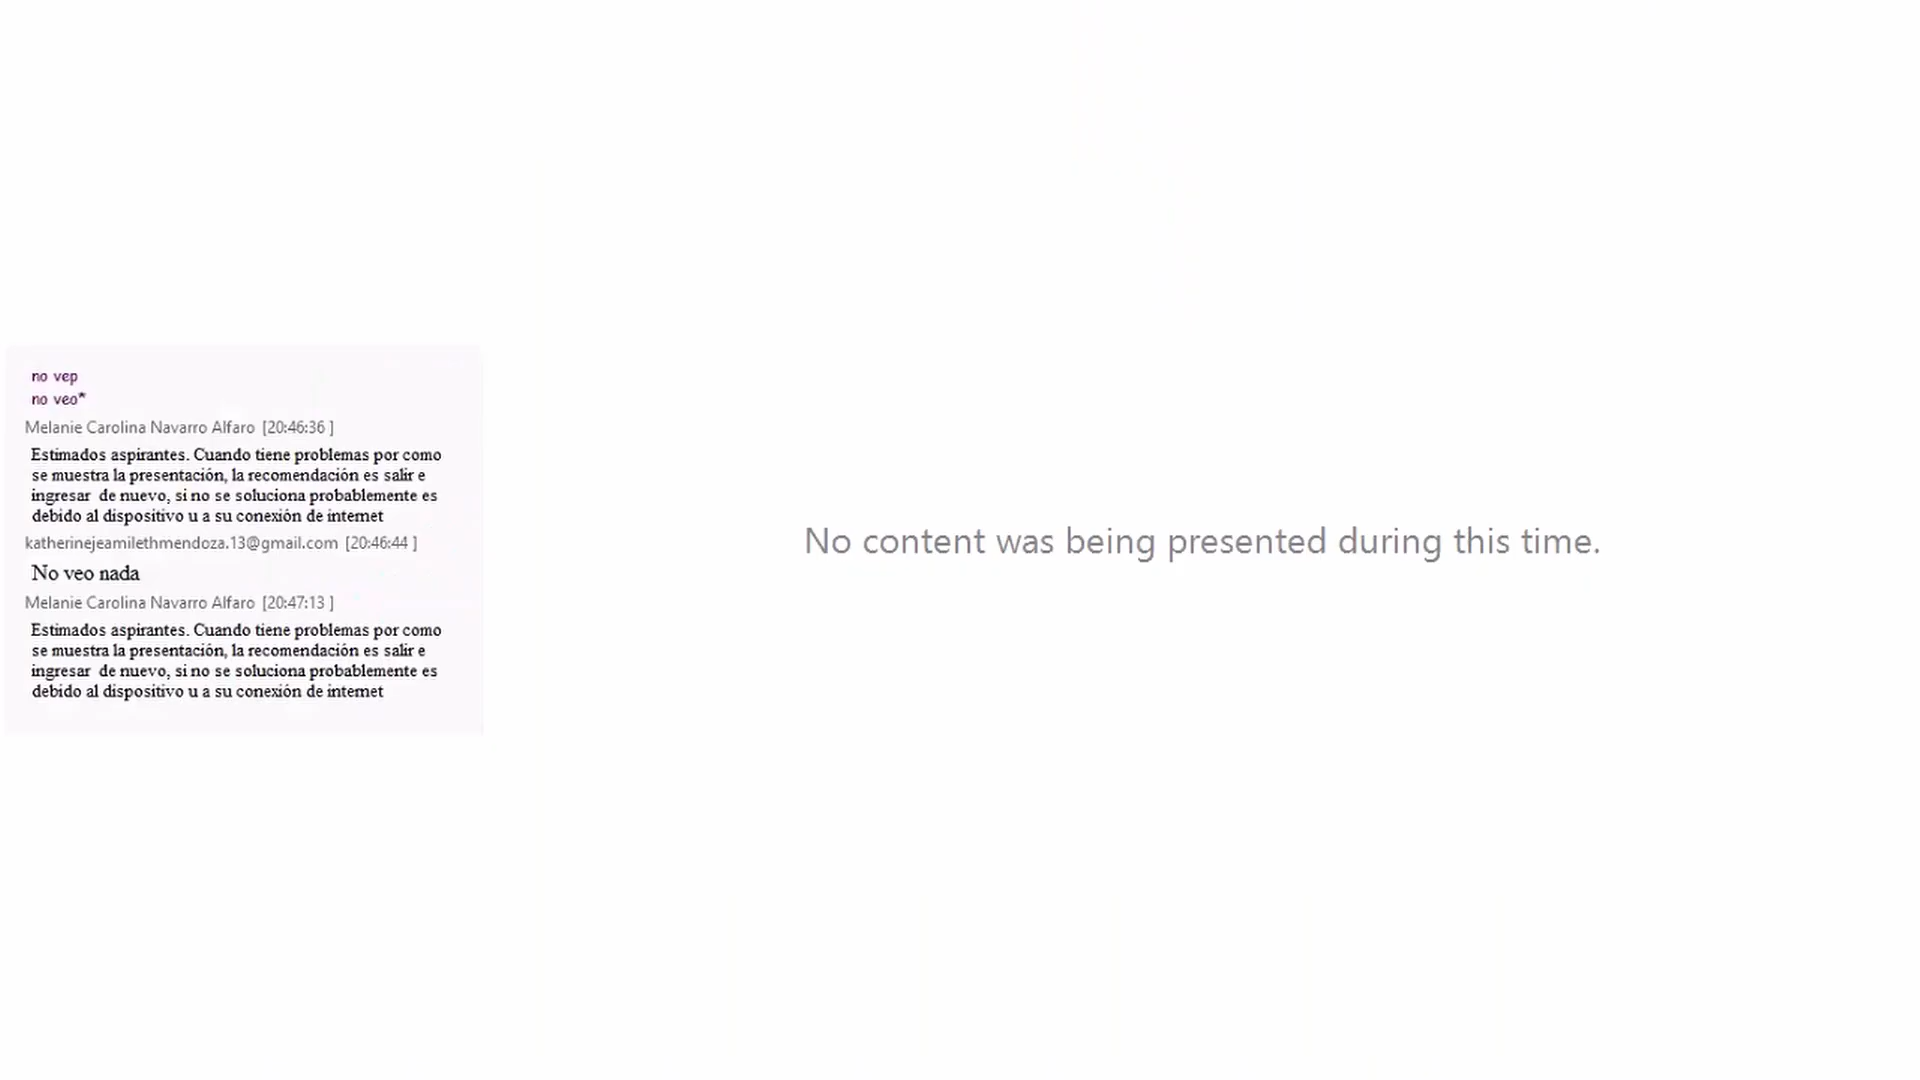 no vep
no veo*
Melanie Carolina Navarro Alfaro [20:46:36 ]
Estimados aspirantes. Cuando tiene problemas por como
se muestra la presentación, la recomendación es salir e
ingresar  de nuevo, si no se soluciona probablemente es
debido al dispositivo u a su conexión de internet
katherinejeamilethmendoza.13@gmail.com [20:46:44 ]
No veo nada
Melanie Carolina Navarro Alfaro [20:47:13 ]
Estimados aspirantes. Cuando tiene problemas por como
se muestra la presentación, la recomendación es salir e
ingresar  de nuevo, si no se soluciona probablemente es
debido al dispositivo u a su conexión de internet
No content was being presented during this time.